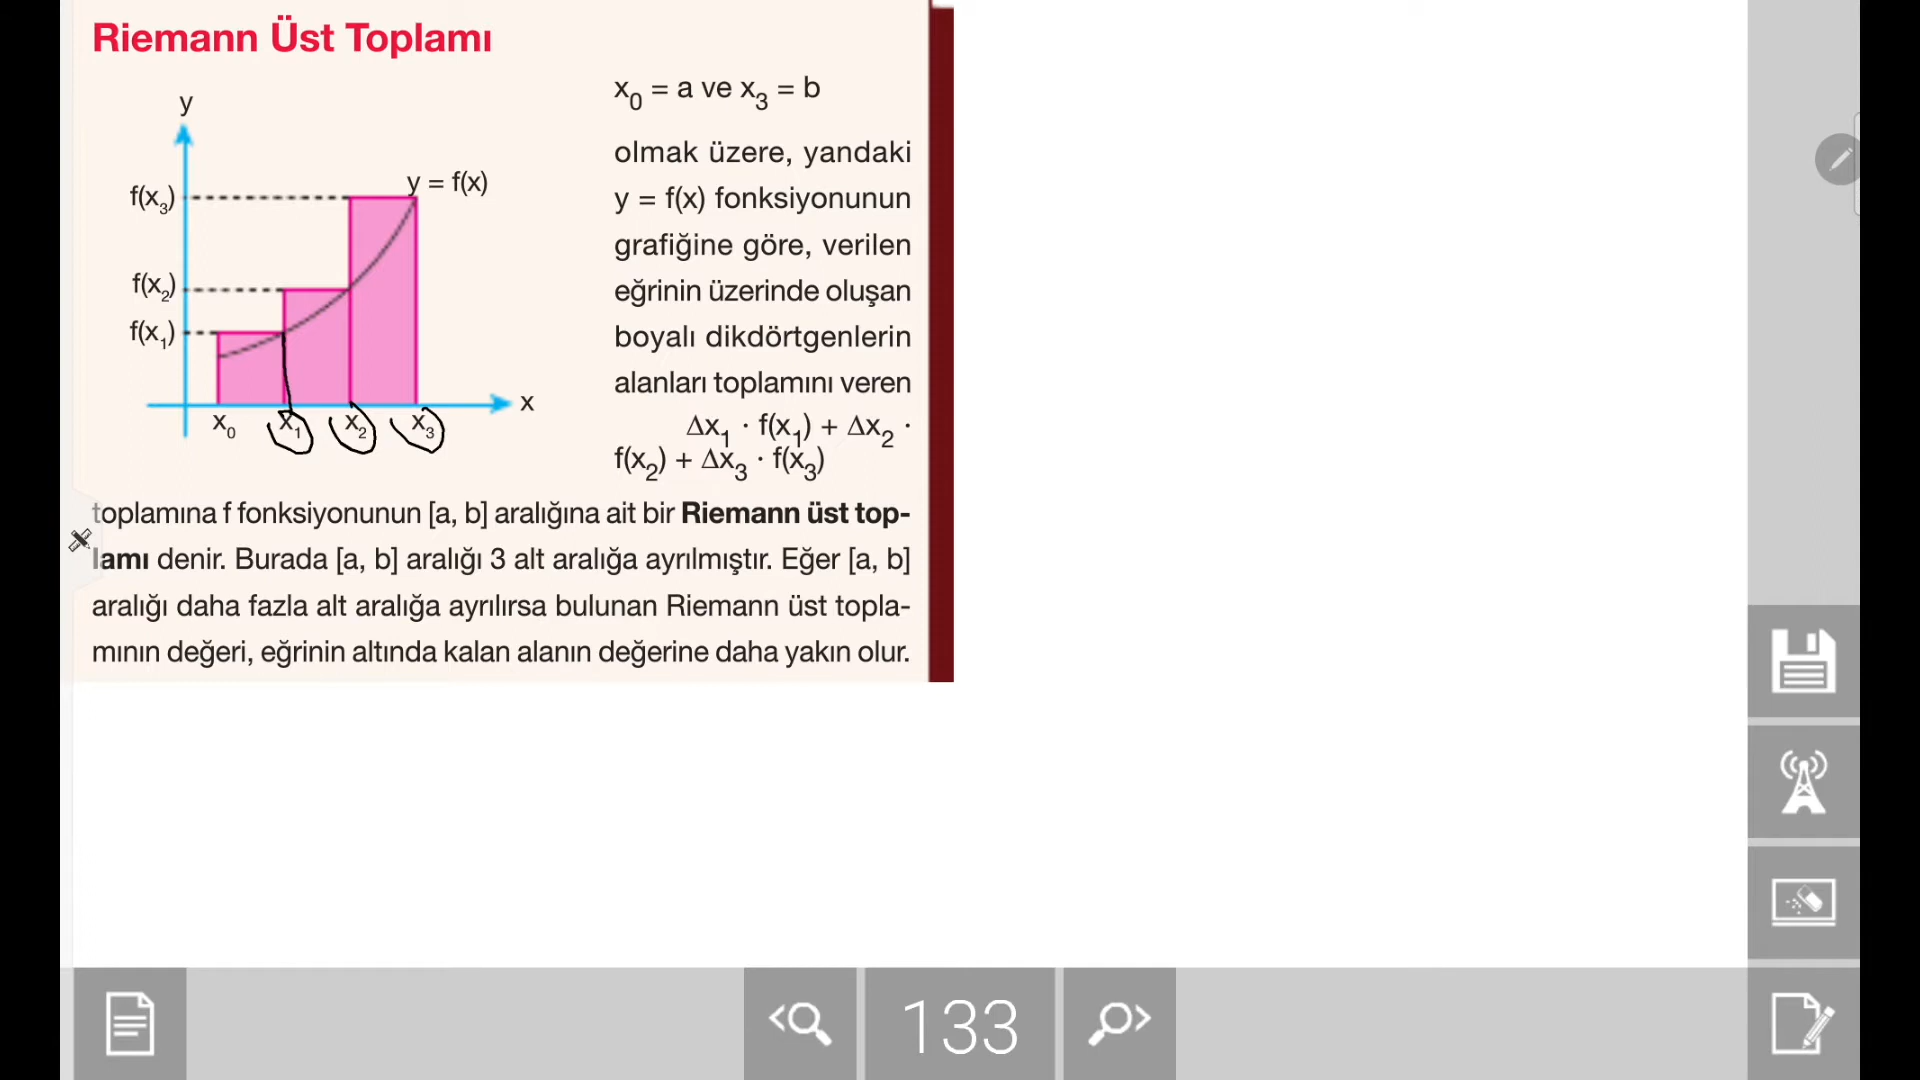 Riemann Üst Toplamı
y
f(x₃)
f(x₂)
f(x₁)
y = f(x)
x
x₀ x₁ x₂ x₃
x₀ = a ve x₃ = b
olmak üzere, yandaki
y = f(x) fonksiyonunun
grafiğine göre, verilen
eğrinin üzerinde oluşan
boyalı dikdörtgenlerin
alanları toplamını veren
Δx₁ · f(x₁) + Δx₂ ·
f(x₂) + Δx₃ · f(x₃)
toplamına f fonksiyonunun [a, b] aralığına ait bir Riemann üst top-
lamı denir. Burada [a, b] aralığı 3 alt aralığa ayrılmıştır. Eğer [a, b]
aralığı daha fazla alt aralığa ayrılırsa bulunan Riemann üst topla-
mının değeri, eğrinin altında kalan alanın değerine daha yakın olur.
133